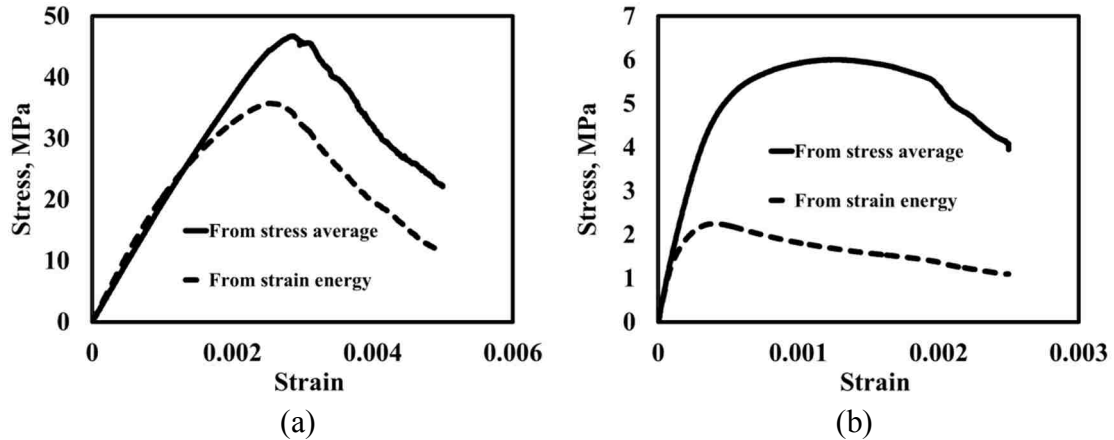 Stress, MPa
50
40
30
20
10
0
From stress average
From strain energy
0
0.002
0.004
0.006
Strain
(a)
Stress, MPa
7
6
5
4
3
2
1
0
From stress average
From strain energy
0
0.001
0.002
0.003
Strain
(b)